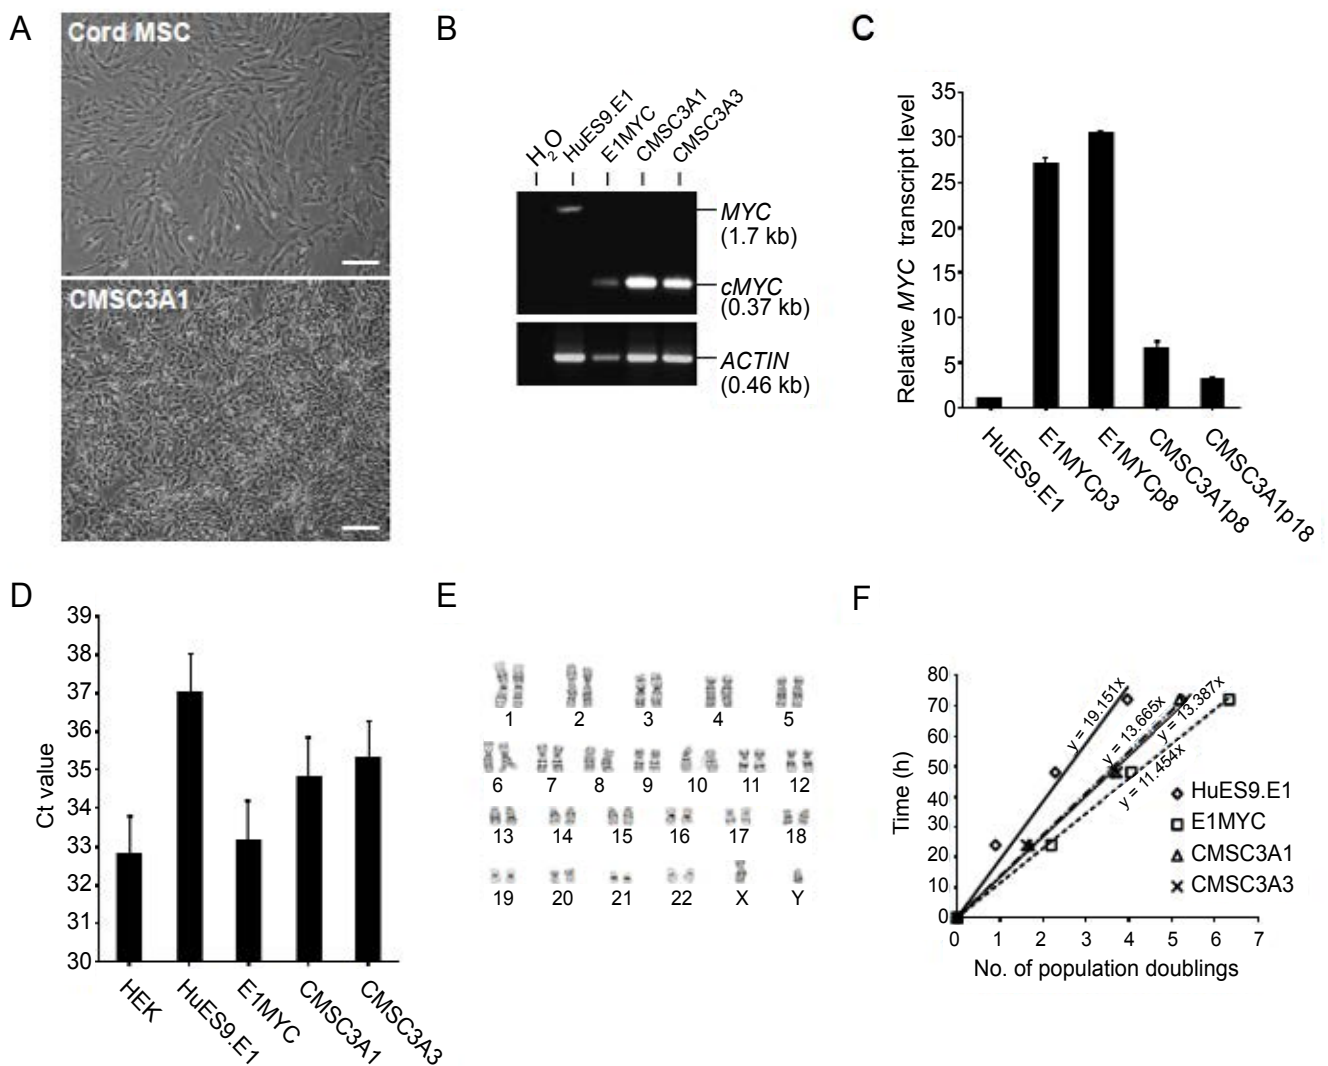 A
Cord MSC
CMSC3A1
B
H2O
HuES9.E1
E1MYC
CMSC3A1
CMSC3A3
MYC
(1.7 kb)
cMYC
(0.37 kb)
ACTIN
(0.46 kb)
C
Relative MYC transcript level
35
30
25
20
15
10
5
0
HuES9.E1
E1MYCp3
E1MYCp8
CMSC3A1p8
CMSC3A1p18
D
Ct value
39
38
37
36
35
34
33
32
31
30
HEK
HuES9.E1
E1MYC
CMSC3A1
CMSC3A3
E
1 2 3 4 5
6 7 8 9 10 11 12
13 14 15 16 17 18
19 20 21 22 X Y
F
Time (h)
80
70
60
50
40
30
20
10
0
y = 19.151x
y = 13.665x
y = 13.387x
y = 11.454x
HuES9.E1
E1MYC
CMSC3A1
CMSC3A3
0 1 2 3 4 5 6 7
No. of population doublings